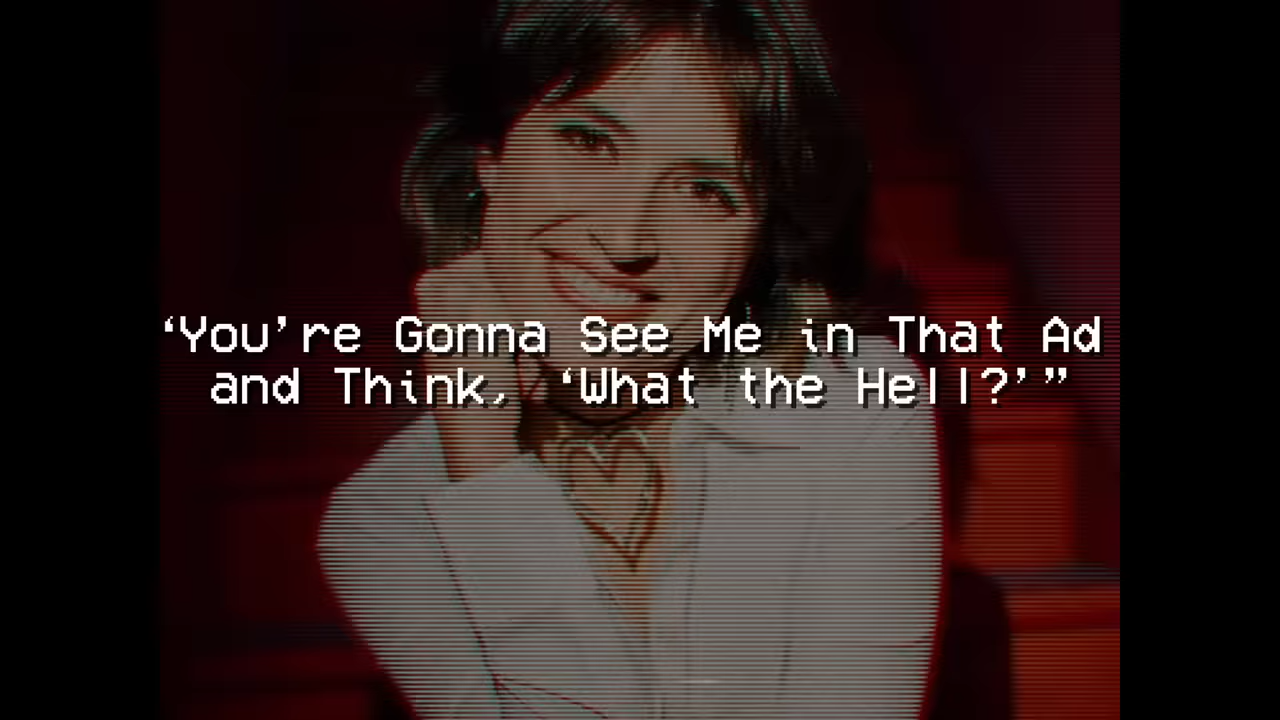 ‘You’re Gonna See Me in That Ad
and Think, ‘What the Hell?’”